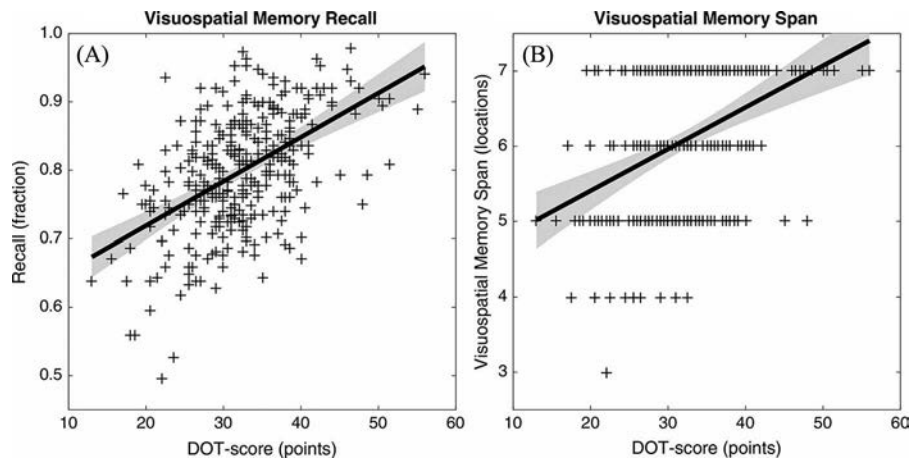 Visuospatial Memory Recall
(A)
1.0
0.9
0.8
0.7
0.6
0.5
Recall (fraction)
10 20 30 40 50 60
DOT-score (points)
Visuospatial Memory Span
(B)
7
6
5
4
3
Visuospatial Memory Span (locations)
10 20 30 40 50 60
DOT-score (points)